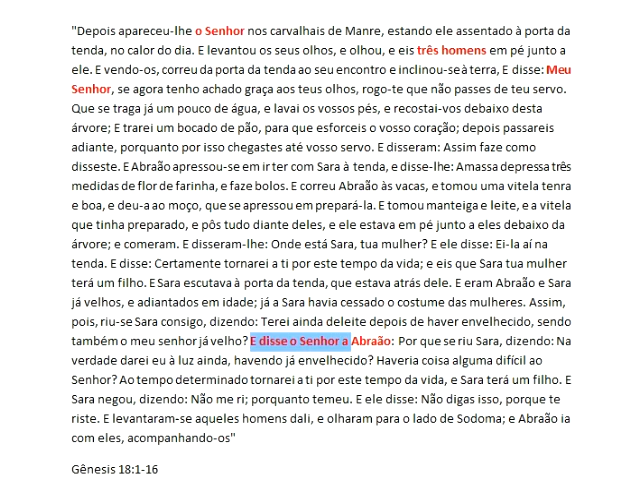 "Depois apareceu-lhe o Senhor nos carvalhais de Manre, estando ele assentado à porta da
tenda, no calor do dia. E levantou os seus olhos, e olhou, e eis três homens em pé junto a
ele. E vendo-os, correu da porta da tenda ao seu encontro e inclinou-se à terra, E disse: Meu
Senhor, se agora tenho achado graça aos teus olhos, rogo-te que não passes de teu servo.
Que se traga já um pouco de água, e lavai os vossos pés, e recostai-vos debaixo desta
árvore; E trarei um bocado de pão, para que esforceis o vosso coração; depois passareis
adiante, porquanto por isso chegastes até vosso servo. E disseram: Assim faze como
disseste. E Abraão apressou-se em ir ter com Sara à tenda, e disse-lhe: Amassa depressa três
medidas de flor de farinha, e faze bolos. E correu Abraão às vacas, e tomou uma vitela tenra
e boa, e deu-a ao moço, que se apressou em prepará-la. E tomou manteiga e leite, e a vitela
que tinha preparado, e pôs tudo diante deles, e ele estava em pé junto a eles debaixo da
árvore; e comeram. E disseram-lhe: Onde está Sara, tua mulher? E ele disse: Ei-la aí na
tenda. E disse: Certamente tornarei a ti por este tempo da vida; e eis que Sara tua mulher
terá um filho. E Sara escutava à porta da tenda, que estava atrás dele. E eram Abraão e Sara
já velhos, e adiantados em idade; já a Sara havia cessado o costume das mulheres. Assim,
pois, riu-se Sara consigo, dizendo: Terei ainda deleite depois de haver envelhecido, sendo
também o meu senhor já velho? E disse o Senhor a Abraão: Por que se riu Sara, dizendo: Na
verdade darei eu à luz ainda, havendo já envelhecido? Haveria coisa alguma difícil ao
Senhor? Ao tempo determinado tornarei a ti por este tempo da vida, e Sara terá um filho. E
Sara negou, dizendo: Não me ri; porquanto temeu. E ele disse: Não digas isso, porque te
riste. E levantaram-se aqueles homens dali, e olharam para o lado de Sodoma; e Abraão ia
com eles, acompanhando-os"
Gênesis 18:1-16